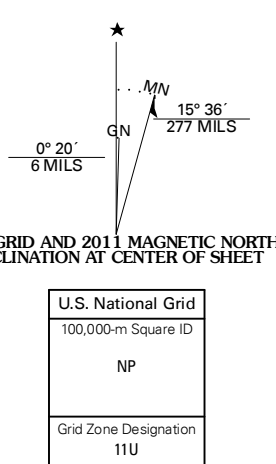 ★
MN
GN
15° 36´
277 MILS
0° 20´
6 MILS
GRID AND 2011 MAGNETIC NORTH
CLINATION AT CENTER OF SHEET
U.S. National Grid
100,000-m Square ID
NP
Grid Zone Designation
11U